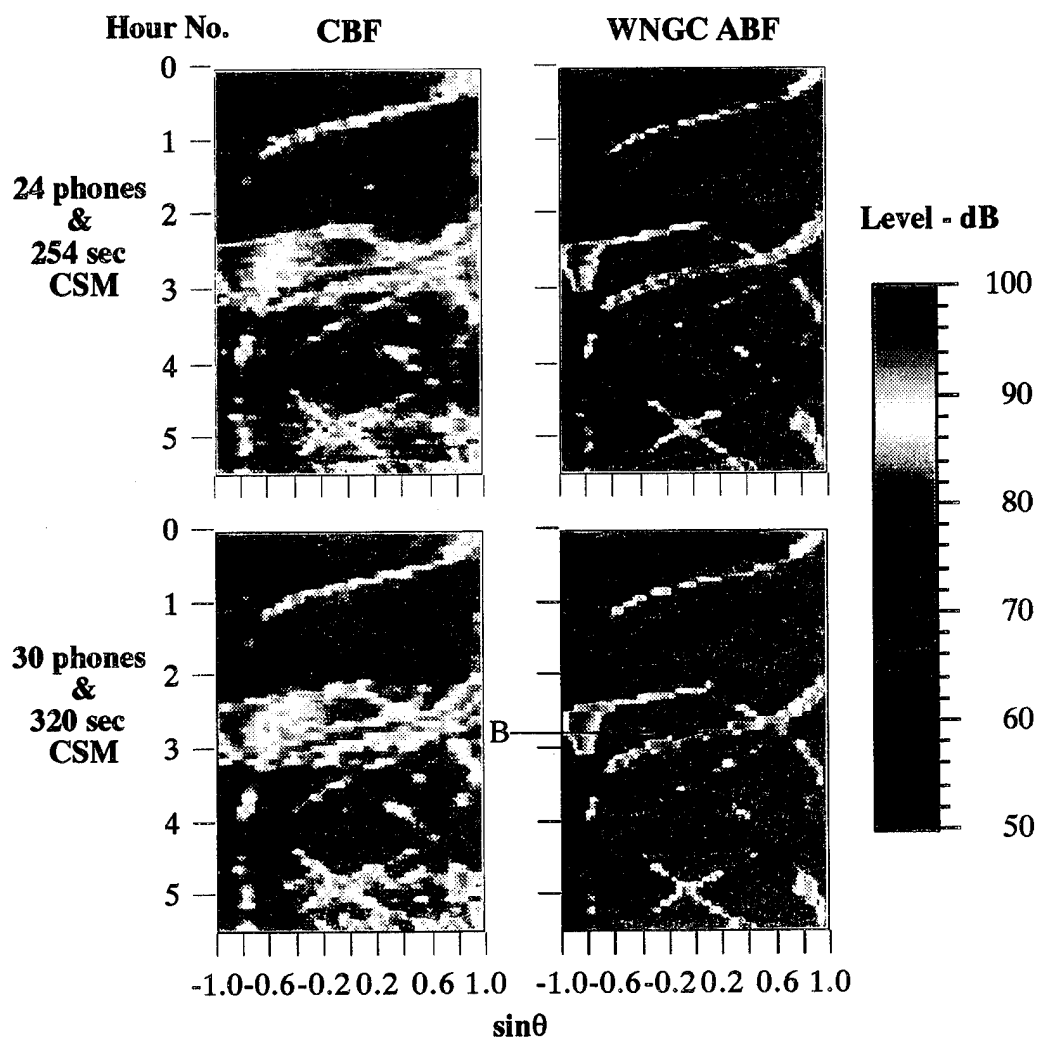 Hour No. CBF WNGC ABF
0
1
2
3
4
5
24 phones
&
254 sec
CSM
Level - dB
100
90
80
70
60
50
0
1
2
3
4
5
30 phones
&
320 sec
CSM
B
-1.0 -0.6 -0.2 0.2 0.6 1.0 -1.0 -0.6 -0.2 0.2 0.6 1.0
sinθ